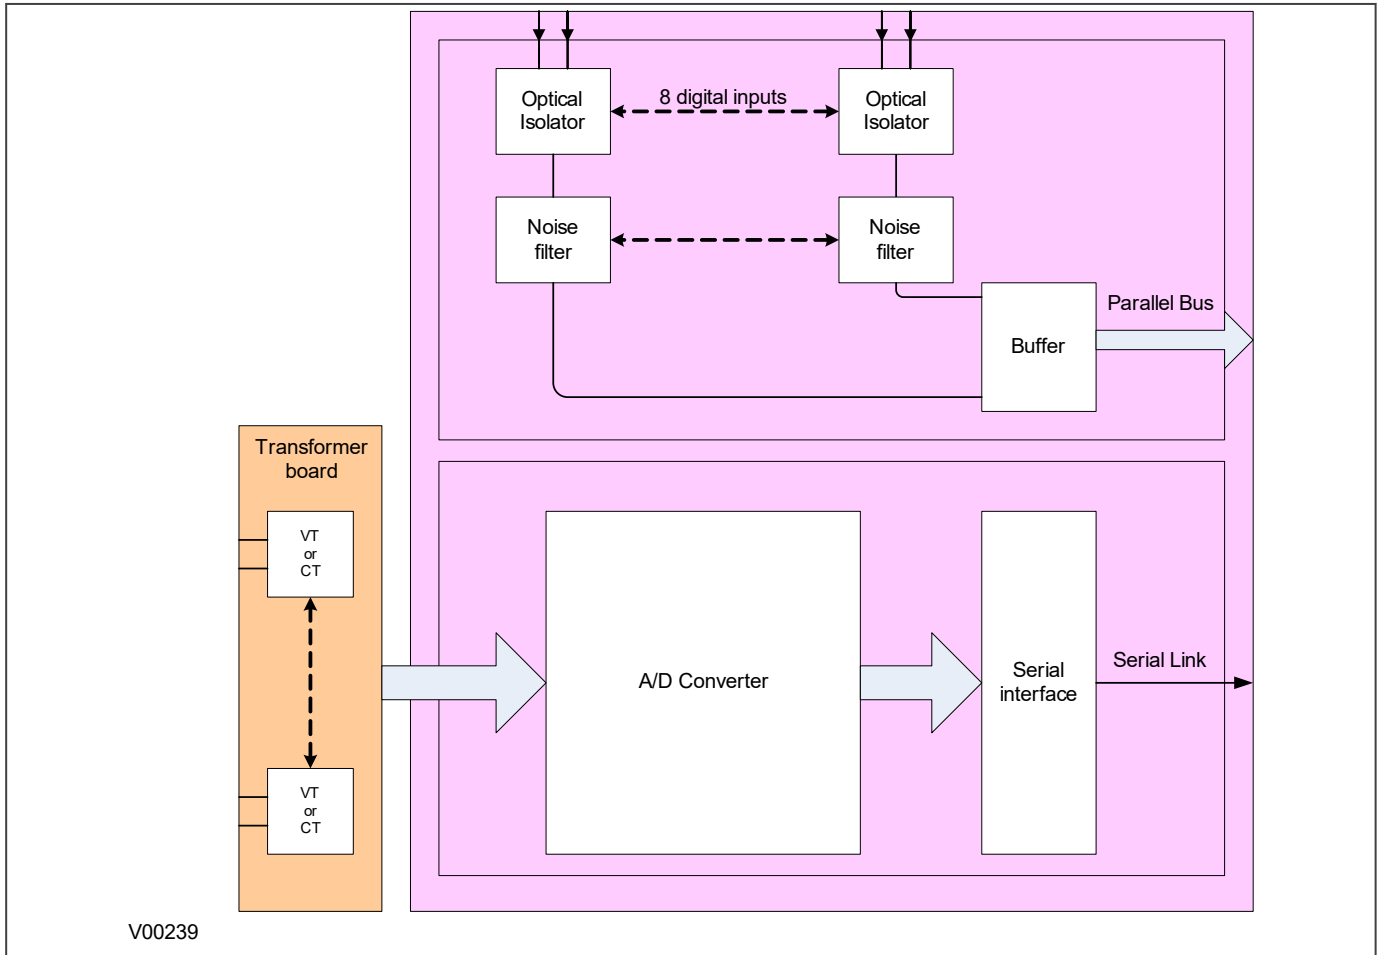 Optical
Isolator
8 digital inputs
Optical
Isolator
Noise
filter
Noise
filter
Buffer
Parallel Bus
Transformer
board
VT
or
CT
VT
or
CT
A/D Converter
Serial
interface
Serial Link
V00239